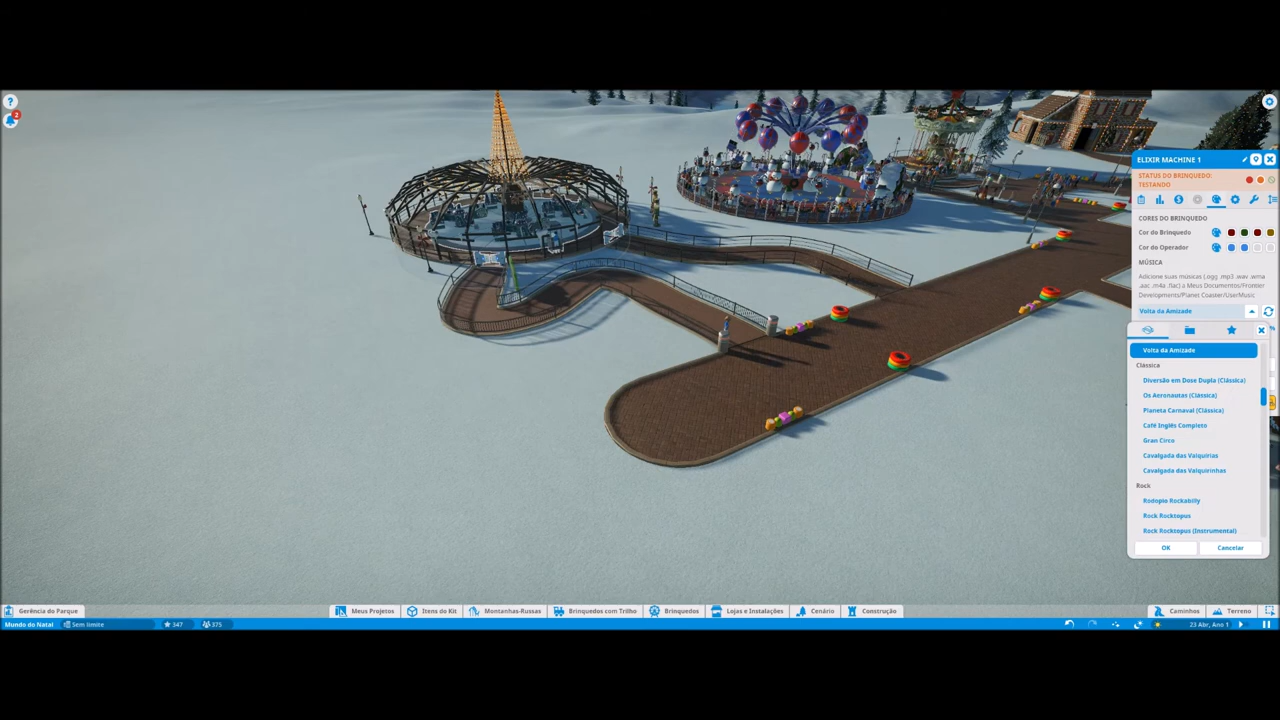 ?
2
ELIXIR MACHINE 1
STATUS DO BRINQUEDO:
TESTANDO
CORES DO BRINQUEDO
Cor do Brinquedo
Cor do Operador
MÚSICA
Adicione suas músicas (.ogg .mp3 .wav .wma
.aac .m4a .flac) a Meus Documentos/Frontier
Developments/Planet Coaster/UserMusic
Volta da Amizade
Volta da Amizade
Clássica
Diversão em Dose Dupla (Clássica)
Os Aeronautas (Clássica)
Planeta Carnaval (Clássica)
Café Inglês Completo
Gran Circo
Cavalgada das Valquírias
Cavalgada das Valquirinhas
Rock
Rodopio Rockabilly
Rock Rocktopus
Rock Rocktopus (Instrumental)
OK
Cancelar
Gerência do Parque
Meus Projetos
Itens do Kit
Montanhas-Russas
Brinquedos com Trilho
Brinquedos
Lojas e Instalações
Cenário
Construção
Caminhos
Terreno
Mundo do Natal
Sem limite
347
375
23 Abr, Ano 1